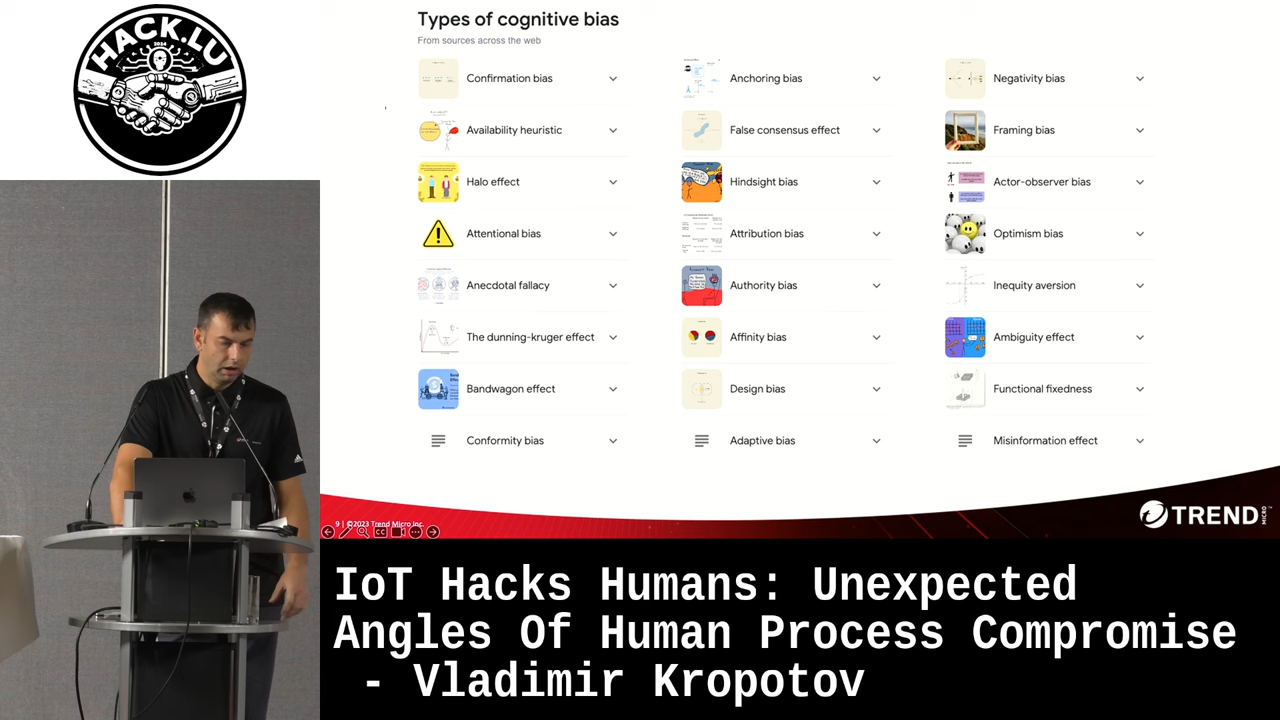 HACK.LU
2024
Types of cognitive bias
From sources across the web
Confirmation bias
Anchoring bias
Negativity bias
Availability heuristic
False consensus effect
Framing bias
Halo effect
Hindsight bias
Actor-observer bias
Attentional bias
Attribution bias
Optimism bias
Anecdotal fallacy
Authority bias
Inequity aversion
The dunning-kruger effect
Affinity bias
Ambiguity effect
Bandwagon effect
Design bias
Functional fixedness
Conformity bias
Adaptive bias
Misinformation effect
9 | ©2023 Trend Micro Inc.
CC
TREND
MICRO
IoT Hacks Humans: Unexpected
Angles Of Human Process Compromise
- Vladimir Kropotov